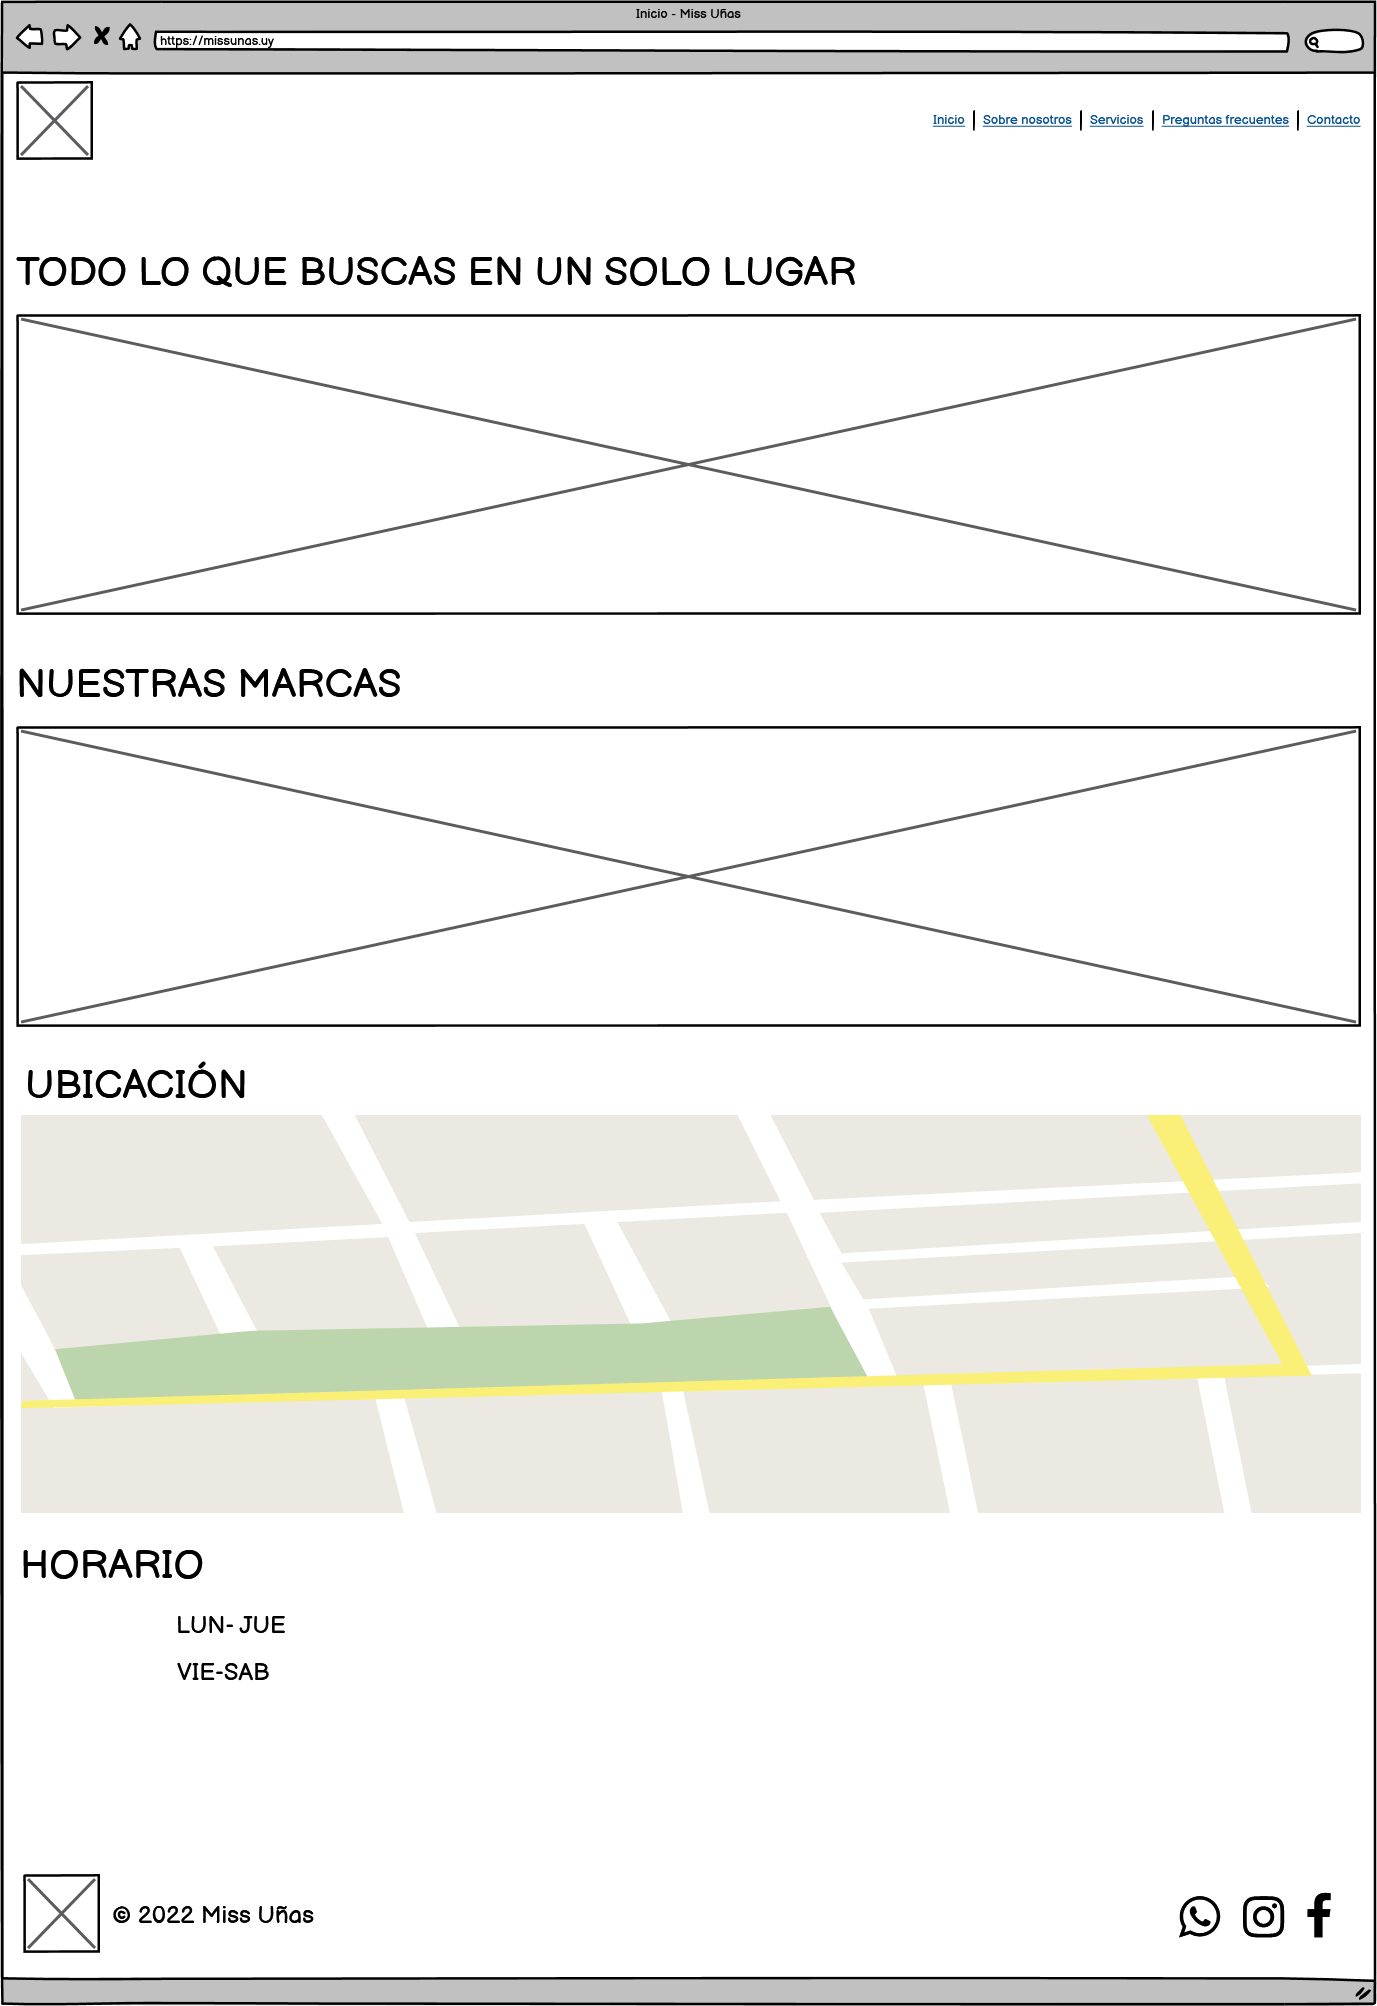 Inicio - Miss Uñas
https://missunas.uy
Inicio | Sobre nosotros | Servicios | Preguntas frecuentes | Contacto
TODO LO QUE BUSCAS EN UN SOLO LUGAR
NUESTRAS MARCAS
UBICACIÓN
HORARIO
LUN- JUE
VIE-SAB
© 2022 Miss Uñas